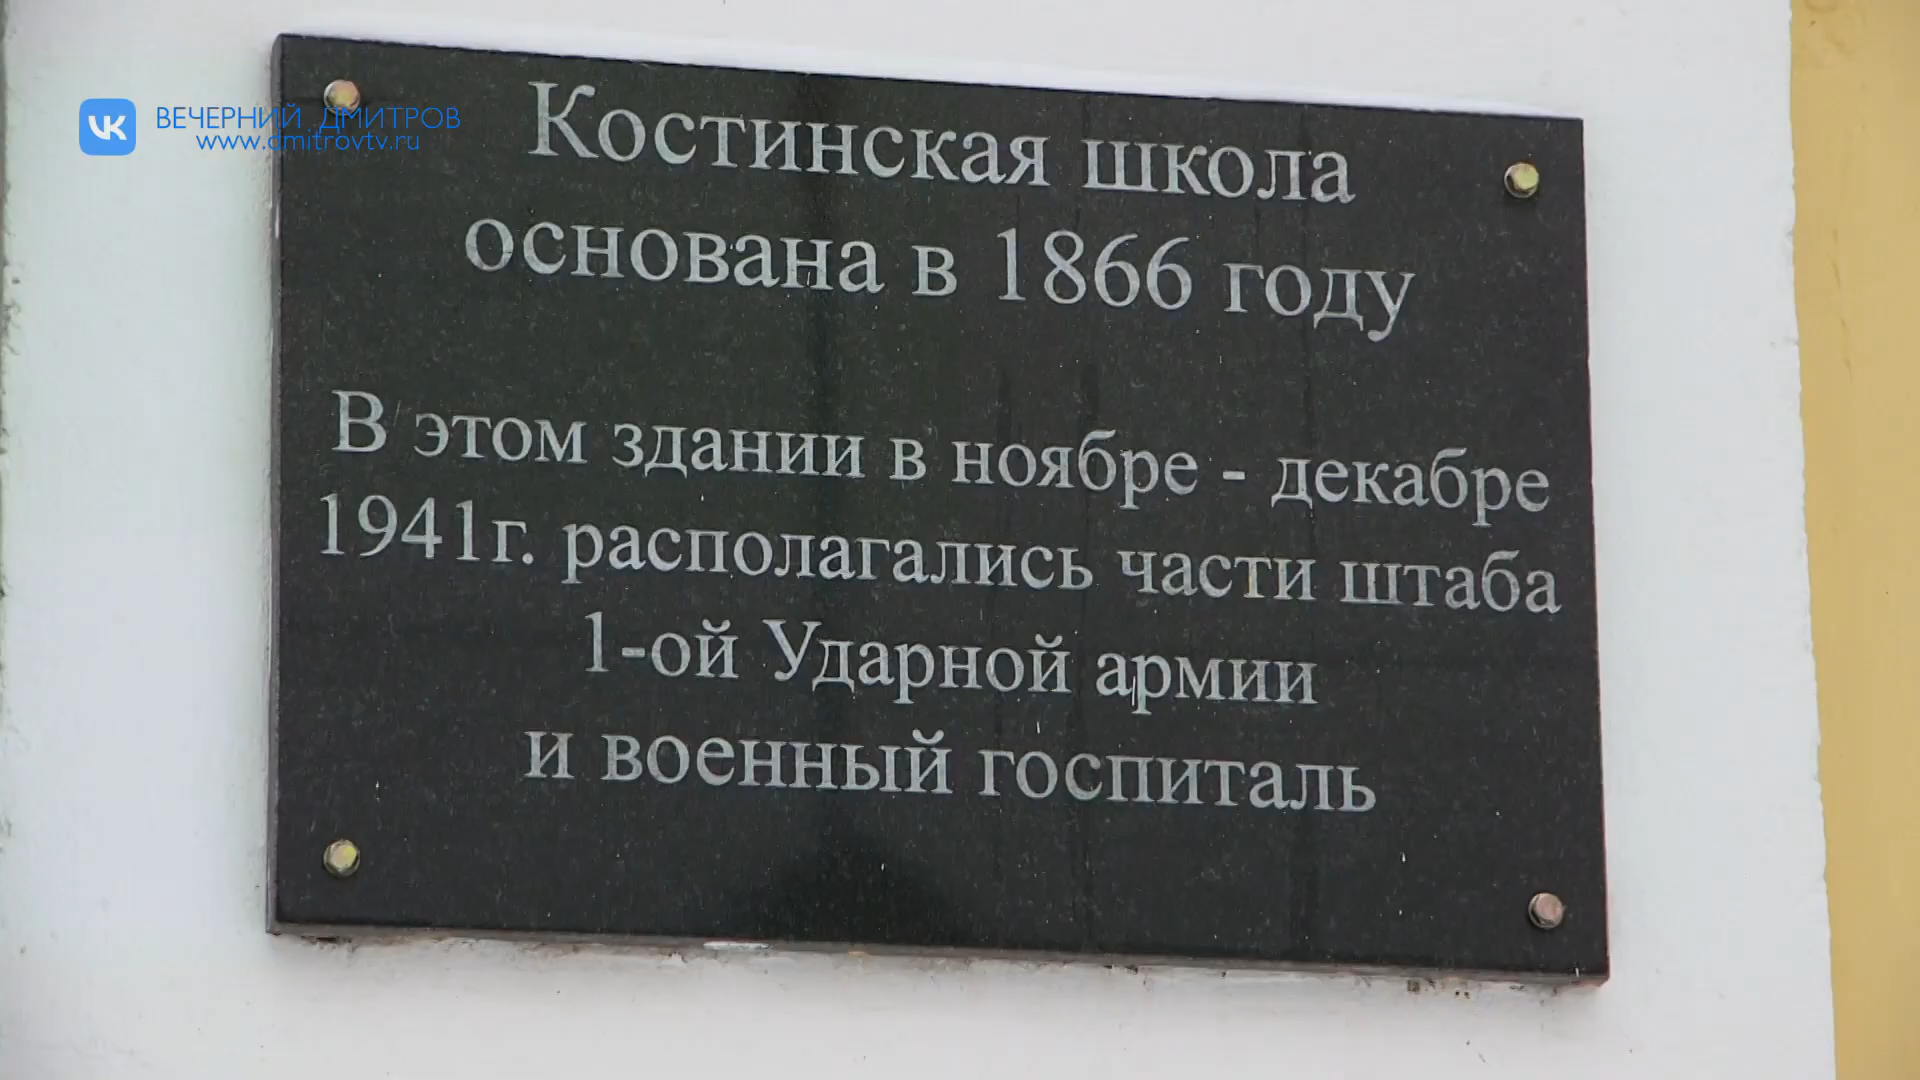 ВЕЧЕРНИЙ ДМИТРОВ
www.dmitrovtv.ru
Костинская школа
основана в 1866 году
В этом здании в ноябре - декабре
1941г. располагались части штаба
1-ой Ударной армии
и военный госпиталь